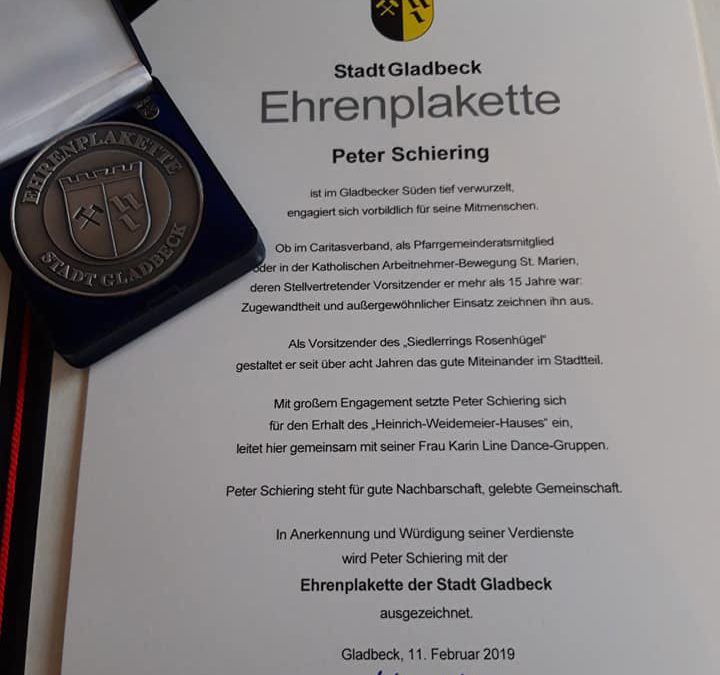 EHRENPLAKETTE
STADT GLADBECK
Stadt Gladbeck
Ehrenplakette
Peter Schiering
ist im Gladbecker Süden tief verwurzelt,
engagiert sich vorbildlich für seine Mitmenschen.
Ob im Caritasverband, als Pfarrgemeinderatsmitglied
oder in der Katholischen Arbeitnehmer-Bewegung St. Marien,
deren Stellvertretender Vorsitzender er mehr als 15 Jahre war:
Zugewandtheit und außergewöhnlicher Einsatz zeichnen ihn aus.
Als Vorsitzender des „Siedlerrings Rosenhügel“
gestaltet er seit über acht Jahren das gute Miteinander im Stadtteil.
Mit großem Engagement setzte Peter Schiering sich
für den Erhalt des „Heinrich-Weidemeier-Hauses“ ein,
leitet hier gemeinsam mit seiner Frau Karin Line Dance-Gruppen.
Peter Schiering steht für gute Nachbarschaft, gelebte Gemeinschaft.
In Anerkennung und Würdigung seiner Verdienste
wird Peter Schiering mit der
Ehrenplakette der Stadt Gladbeck
ausgezeichnet.
Gladbeck, 11. Februar 2019